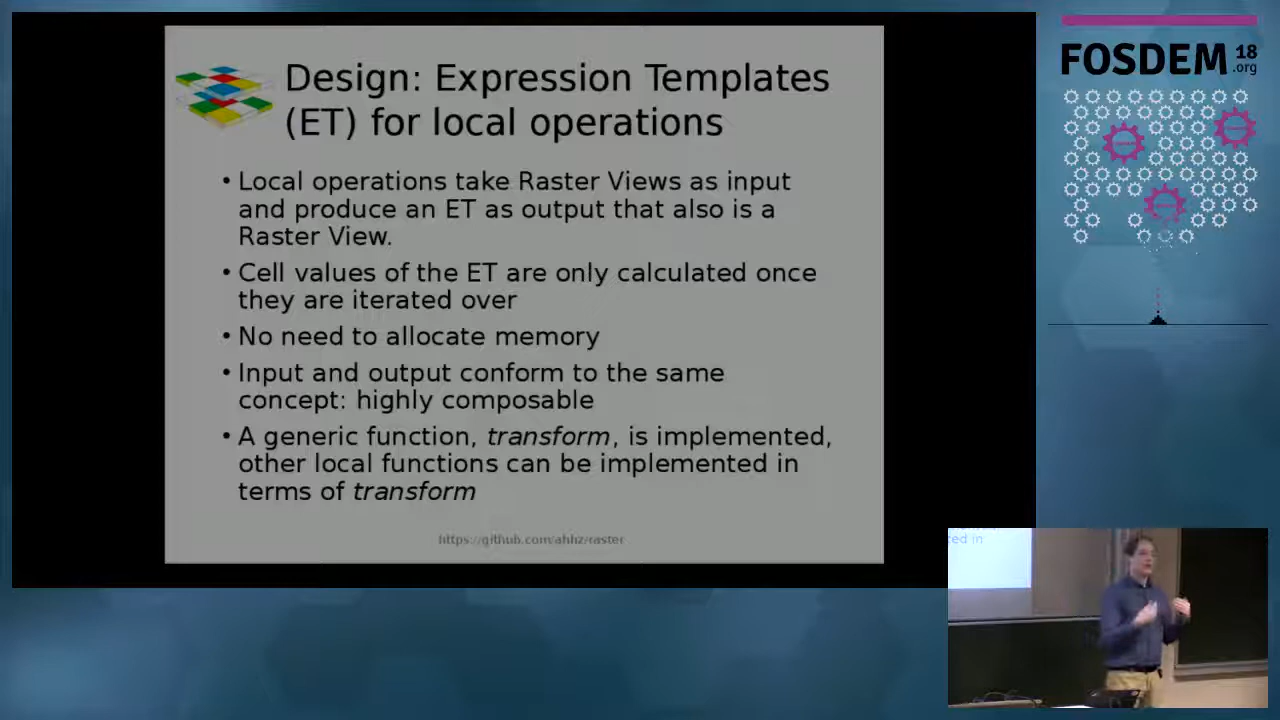 Design: Expression Templates
(ET) for local operations
• Local operations take Raster Views as input
and produce an ET as output that also is a
Raster View.
• Cell values of the ET are only calculated once
they are iterated over
• No need to allocate memory
• Input and output conform to the same
concept: highly composable
• A generic function, transform, is implemented,
other local functions can be implemented in
terms of transform
https://github.com/ahhz/raster
FOSDEM 18
.org
ted in